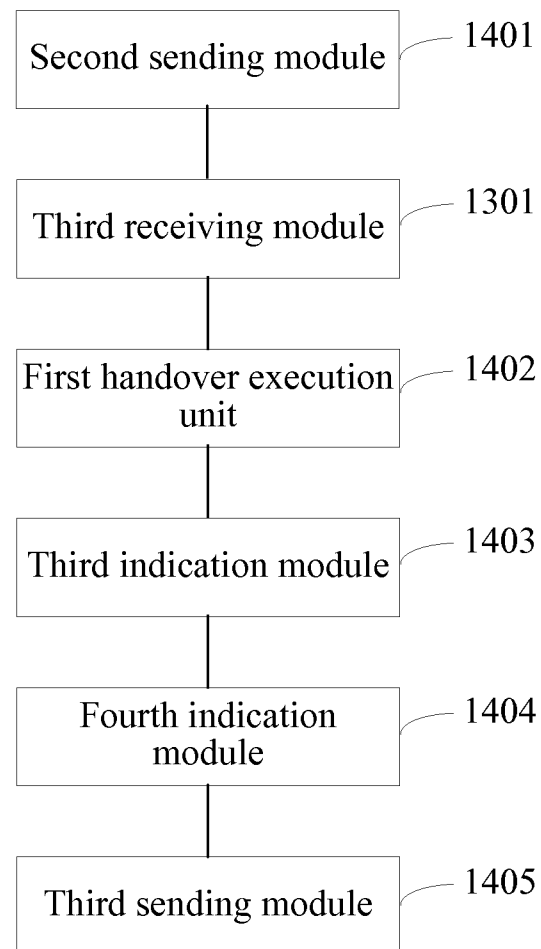 Second sending module
1401
Third receiving module
1301
First handover execution
unit
1402
Third indication module
1403
Fourth indication
module
1404
Third sending module
1405